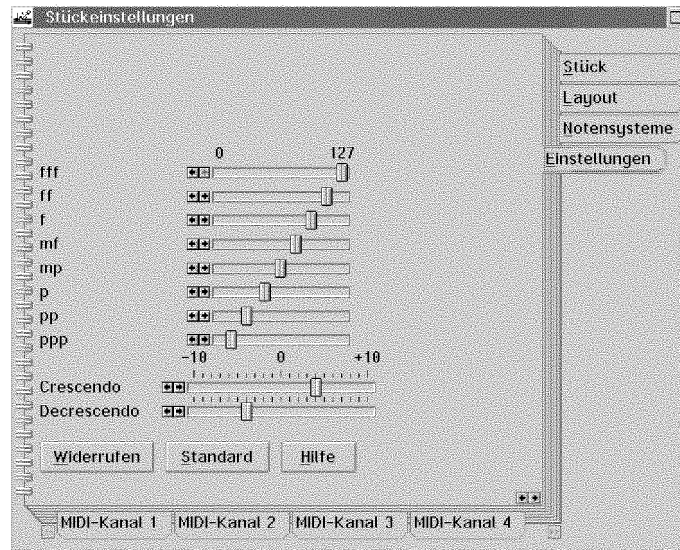 Stückeinstellungen
Stück
Layout
Notensysteme
Einstellungen
0 127
fff
ff
f
mf
mp
p
pp
ppp
-10 0 +10
Crescendo
Decrescendo
Widerrufen Standard Hilfe
MIDI-Kanal 1 MIDI-Kanal 2 MIDI-Kanal 3 MIDI-Kanal 4